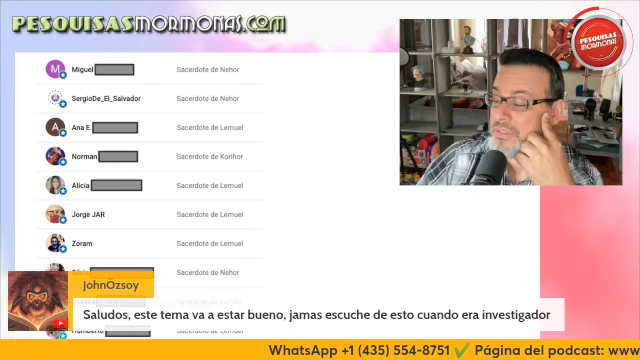 PESQUISASMORMONAS.COM
PESQUISAS
MORMONAS
M Miguel Sacerdote de Nehor
SergioDe_El_Salvador Sacerdote de Nehor
A Ana E. Sacerdote de Lemuel
Norman Sacerdote de Korihor
Alicia Sacerdote de Lemuel
Jorge JAR Sacerdote de Lemuel
Zoram Sacerdote de Lemuel
Sacerdote de Nehor
JohnÖzsoy
Saludos, este tema va a estar bueno, jamas escuche de esto cuando era investigador
WhatsApp +1 (435) 554-8751 ✔ Página del podcast: www